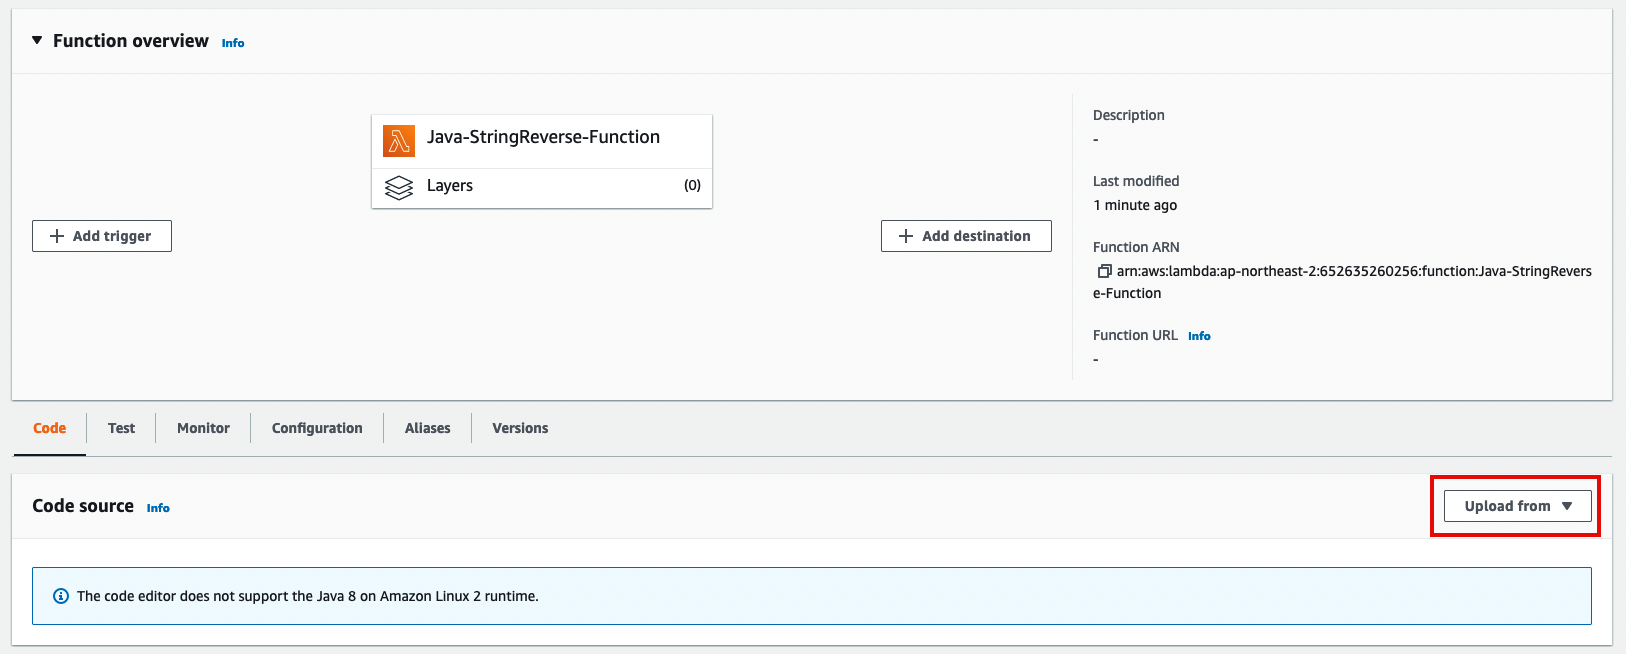 Function overview Info
Java-StringReverse-Function
Layers (0)
Add trigger
Add destination
Description
-
Last modified
1 minute ago
Function ARN
arn:aws:lambda:ap-northeast-2:652635260256:function:Java-StringRevers
e-Function
Function URL Info
-
Code Test Monitor Configuration Aliases Versions
Code source Info
Upload from
The code editor does not support the Java 8 on Amazon Linux 2 runtime.